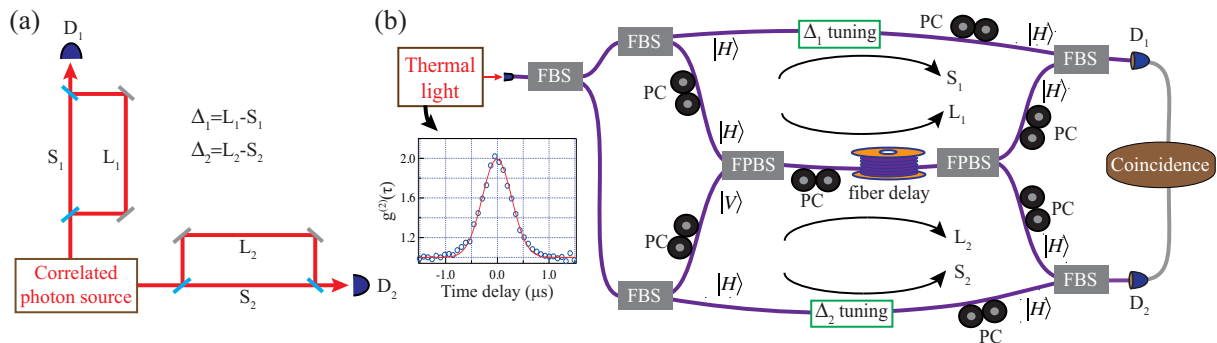 (a)
D₁
S₁
L₁
Δ₁=L₁-S₁
Δ₂=L₂-S₂
L₂
S₂
Correlated
photon source
D₂
(b)
Thermal
light
FBS
FBS
|H⟩
Δ₁ tuning
PC
|H⟩
FBS
D₁
PC
S₁
L₁
|H⟩
PC
|H⟩
FPBS
fiber delay
FPBS
Coincidence
PC
|V⟩
PC
L₂
PC
S₂
|H⟩
FBS
|H⟩
Δ₂ tuning
PC
|H⟩
FBS
D₂
g⁽²⁾(τ)
2.0
1.6
1.2
-1.0
0.0
1.0
Time delay (μs)